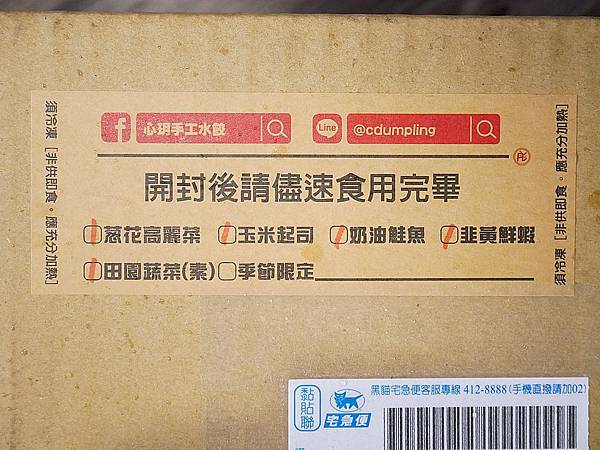 心玥手工水餃
Line @cdumpling
開封後請儘速食用完畢
蔥花高麗菜 玉米起司 奶油鮭魚 韭黃鮮蝦
田園蔬菜(素) 季節限定
須冷凍 [非供即食。應充分加熱]
須冷凍 [非供即食。應充分加熱]
黏貼聯
宅急便
黑貓宅急便客服專線 412-8888 (手機直撥請加02)